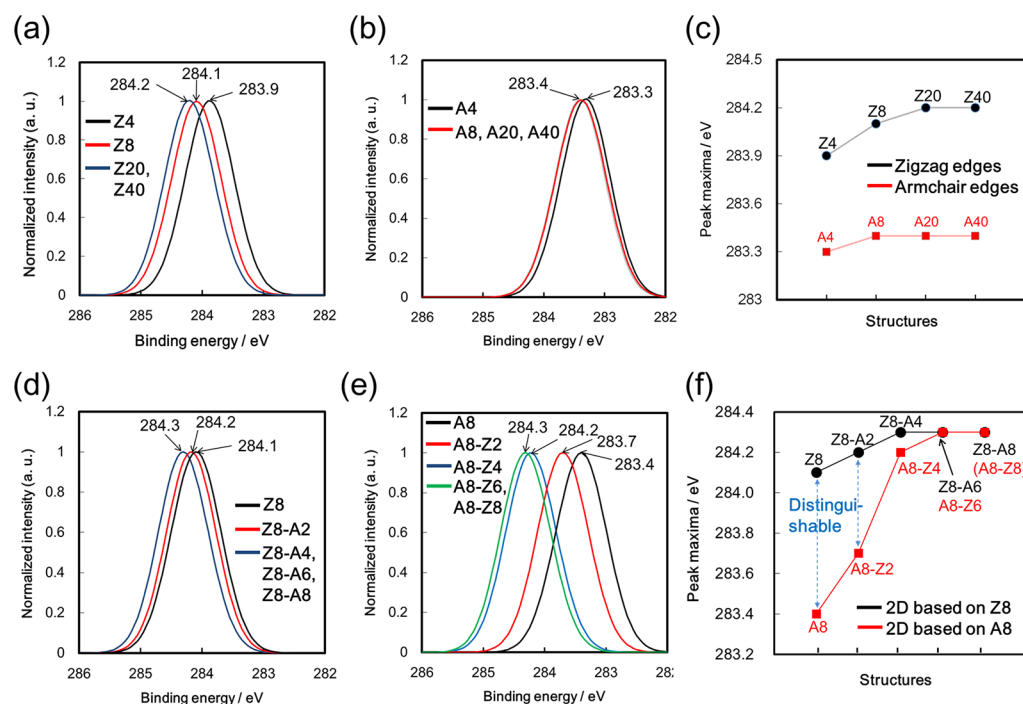 (a)
1.2
1
0.8
0.6
0.4
0.2
0
286
285
284
283
282
Normalized intensity (a. u.)
Binding energy / eV
284.2
284.1
283.9
Z4
Z8
Z20,
Z40
(b)
1.2
1
0.8
0.6
0.4
0.2
0
286
285
284
283
282
Normalized intensity (a. u.)
Binding energy / eV
283.4
283.3
A4
A8, A20, A40
(c)
284.5
284.2
283.9
283.6
283.3
283
Peak maxima / eV
Structures
Z4
Z8
Z20
Z40
Zigzag edges
Armchair edges
A4
A8
A20
A40
(d)
1.2
1
0.8
0.6
0.4
0.2
0
286
285
284
283
282
Normalized intensity (a. u.)
Binding energy / eV
284.3
284.2
284.1
Z8
Z8-A2
Z8-A4,
Z8-A6,
Z8-A8
(e)
1.2
1
0.8
0.6
0.4
0.2
0
286
285
284
283
282
Normalized intensity (a. u.)
Binding energy / eV
A8
A8-Z2
A8-Z4
A8-Z6,
A8-Z8
284.3
284.2
283.7
283.4
(f)
284.4
284.2
284
283.8
283.6
283.4
283.2
Peak maxima / eV
Structures
Z8
Z8-A2
Z8-A4
Z8-A8
(A8-Z8)
A8-Z4
Z8-A6
A8-Z6
Distingui-
shable
A8-Z2
A8
2D based on Z8
2D based on A8